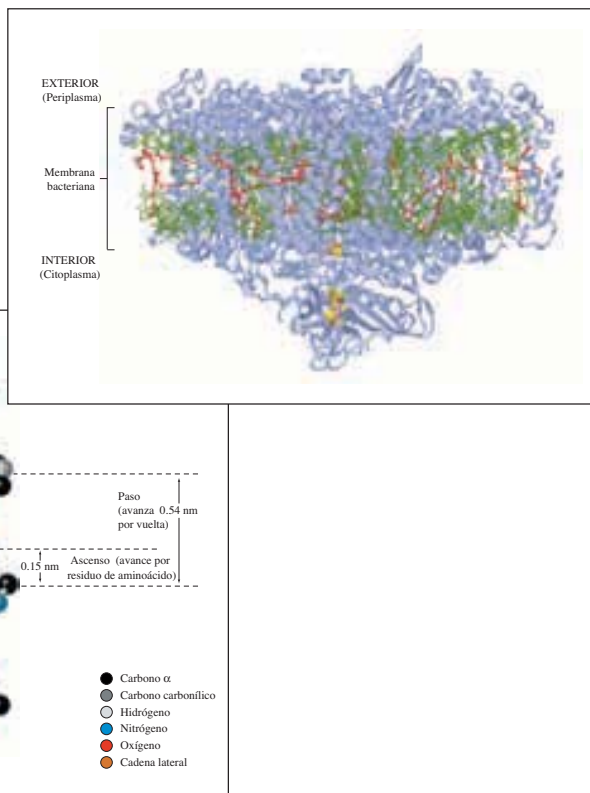 EXTERIOR
(Periplasma)
Membrana
bacteriana
INTERIOR
(Citoplasma)
Paso
(avanza 0.54 nm
por vuelta)
0.15 nm
Ascenso (avance por
residuo de aminoácido)
Carbono α
Carbono carbonílico
Hidrógeno
Nitrógeno
Oxígeno
Cadena lateral